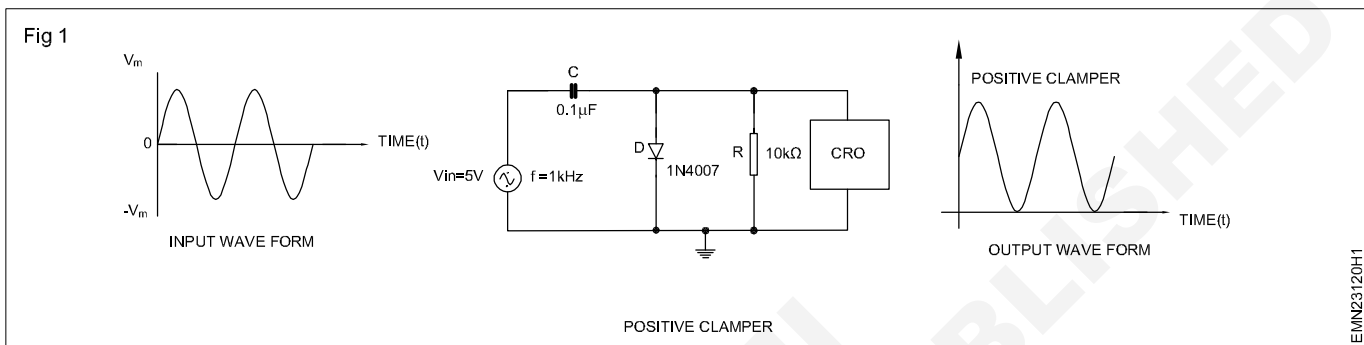 Fig 1
Vm
0
-Vm
TIME(t)
INPUT WAVE FORM
C
0.1µF
Vin=5V
f=1kHz
D
1N4007
R
10kΩ
CRO
POSITIVE CLAMPER
POSITIVE CLAMPER
TIME(t)
OUTPUT WAVE FORM
EMN23120H1
BLISHED